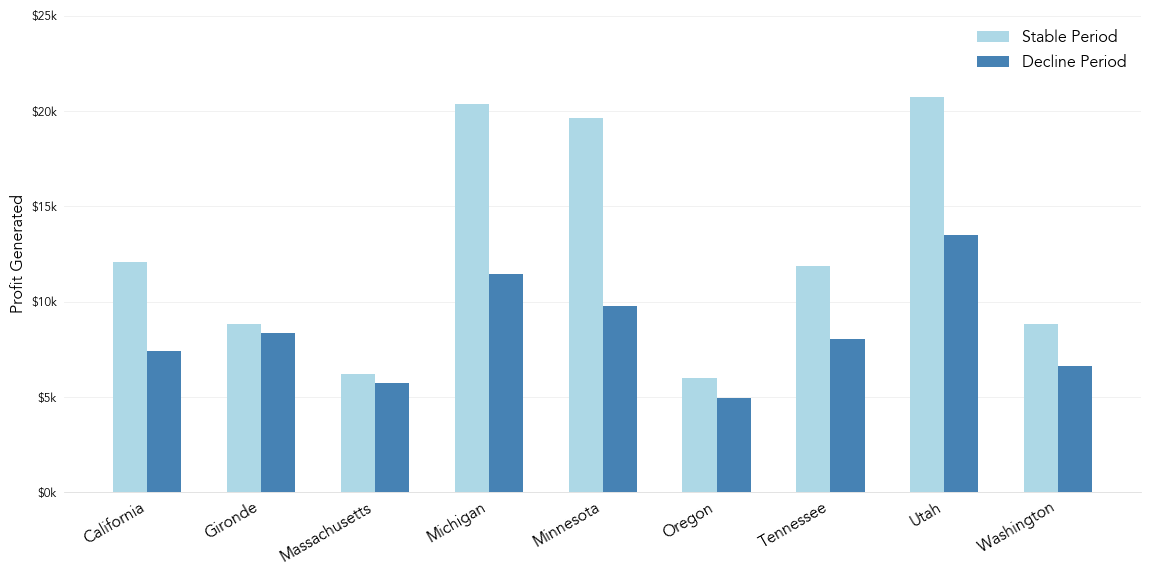 $25k
Stable Period
Decline Period
$20k
$15k
Profit Generated
$10k
$5k
$0k
California
Gironde
Massachusetts
Michigan
Minnesota
Oregon
Tennessee
Utah
Washington